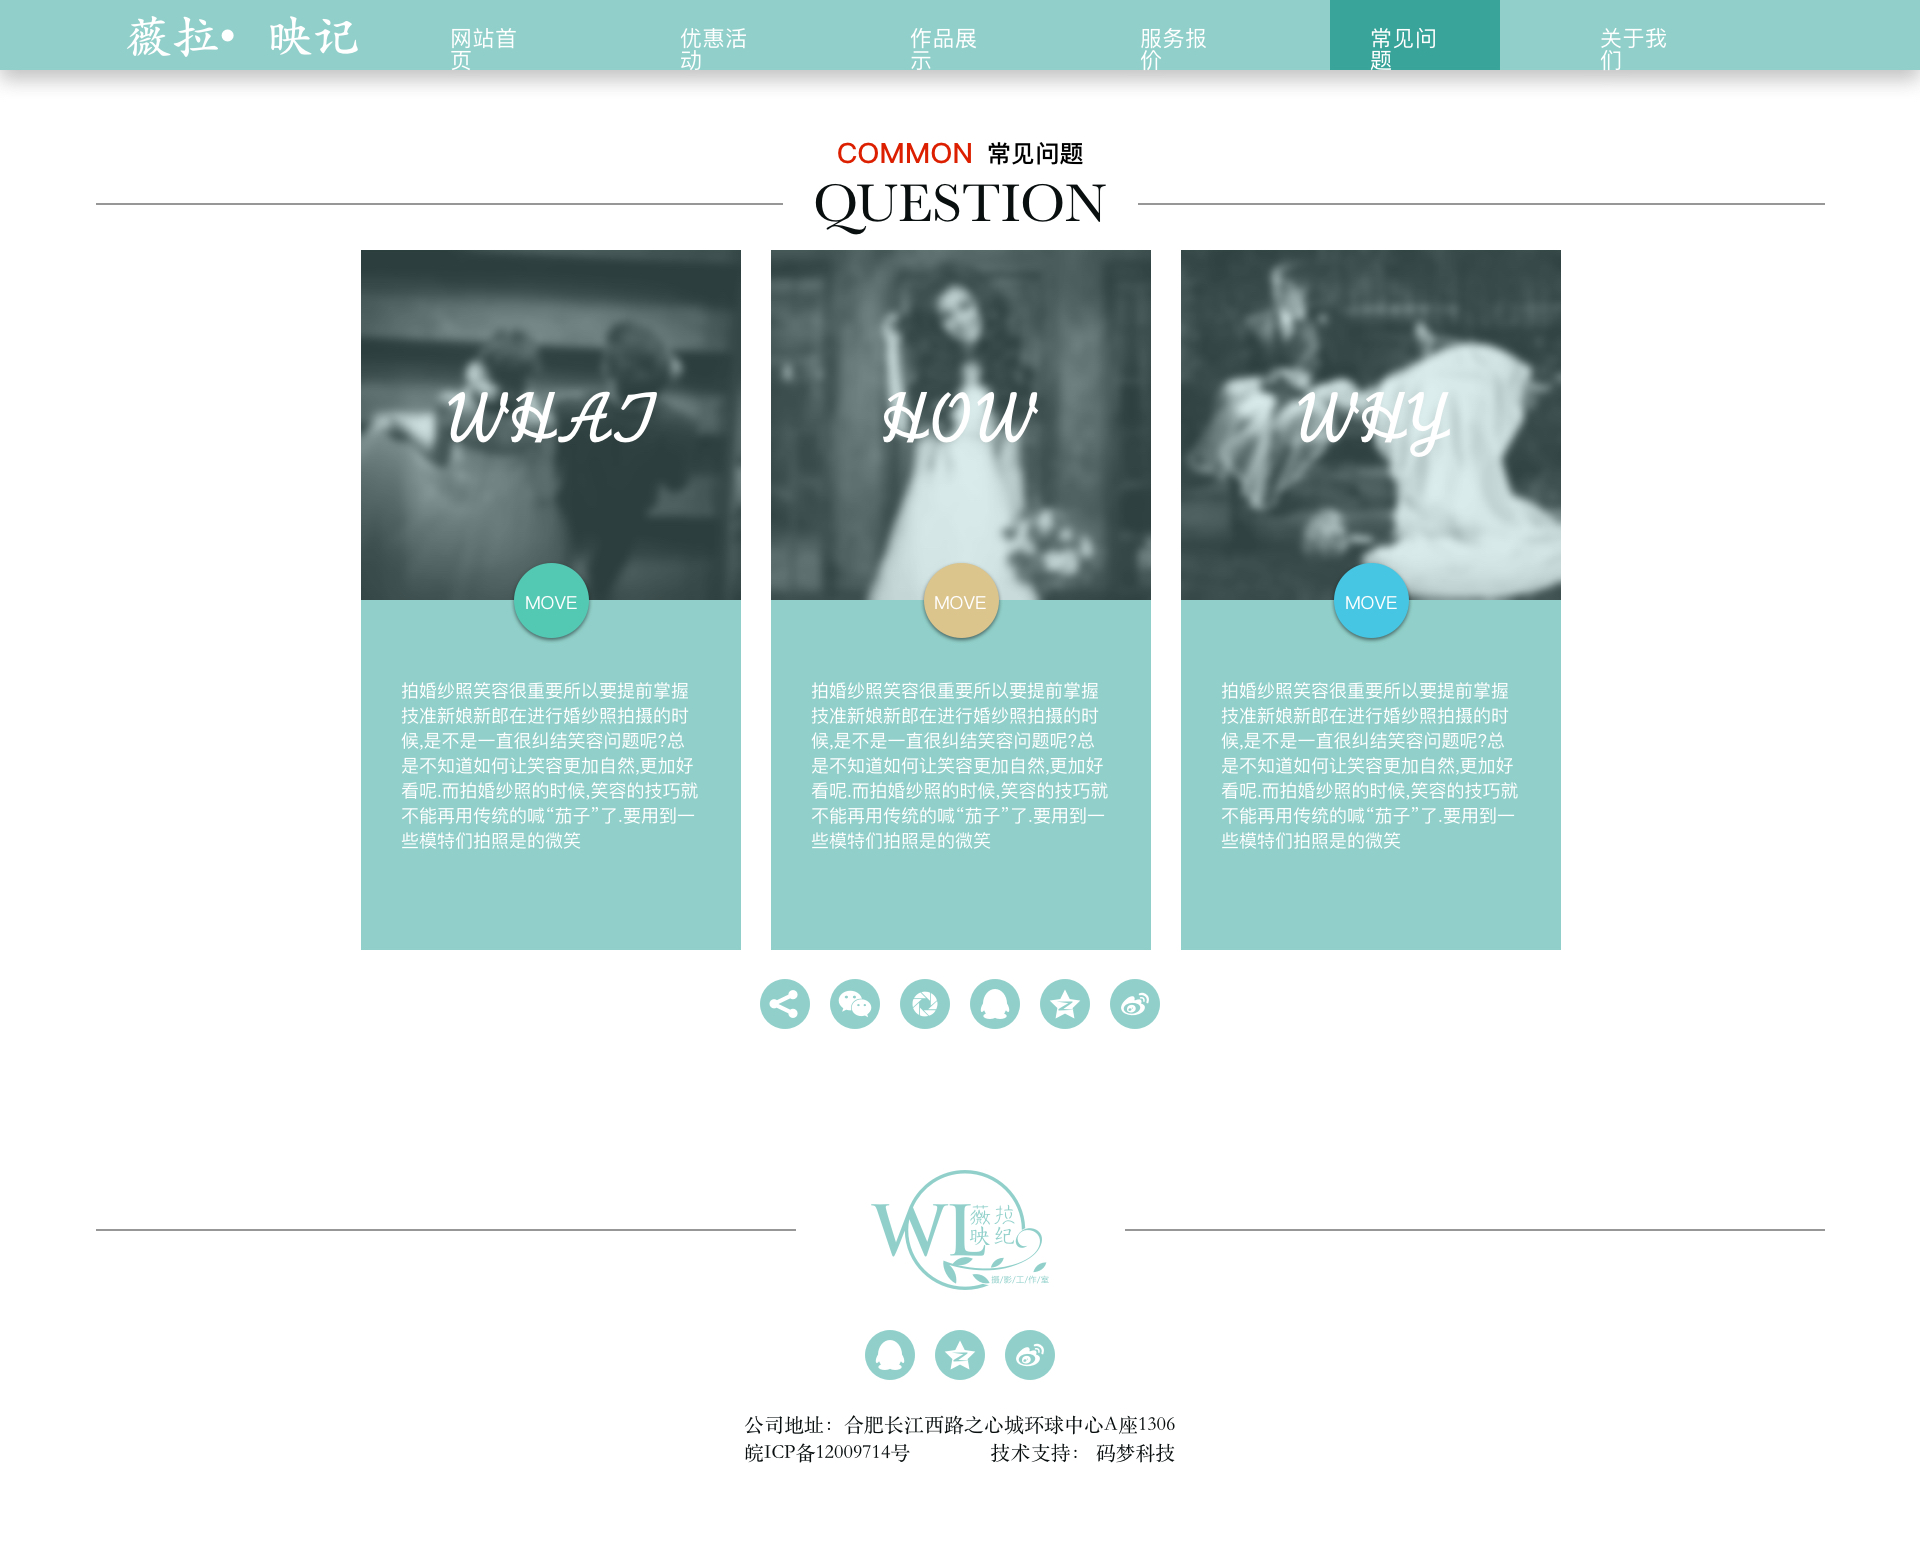 薇拉• 映记
网站首
页
优惠活
动
作品展
示
服务报
价
常见问
题
关于我
们
COMMON 常见问题
QUESTION
WHAT
HOW
WHY
MOVE
MOVE
MOVE
拍婚纱照笑容很重要所以要提前掌握
技准新娘新郎在进行婚纱照拍摄的时
候,是不是一直很纠结笑容问题呢?总
是不知道如何让笑容更加自然,更加好
看呢.而拍婚纱照的时候,笑容的技巧就
不能再用传统的喊“茄子”了.要用到一
些模特们拍照是的微笑
拍婚纱照笑容很重要所以要提前掌握
技准新娘新郎在进行婚纱照拍摄的时
候,是不是一直很纠结笑容问题呢?总
是不知道如何让笑容更加自然,更加好
看呢.而拍婚纱照的时候,笑容的技巧就
不能再用传统的喊“茄子”了.要用到一
些模特们拍照是的微笑
拍婚纱照笑容很重要所以要提前掌握
技准新娘新郎在进行婚纱照拍摄的时
候,是不是一直很纠结笑容问题呢?总
是不知道如何让笑容更加自然,更加好
看呢.而拍婚纱照的时候,笑容的技巧就
不能再用传统的喊“茄子”了.要用到一
些模特们拍照是的微笑
WL
薇拉
映纪
摄/影/工/作/室
公司地址：合肥长江西路之心城环球中心A座1306
皖ICP备12009714号 技术支持： 码梦科技